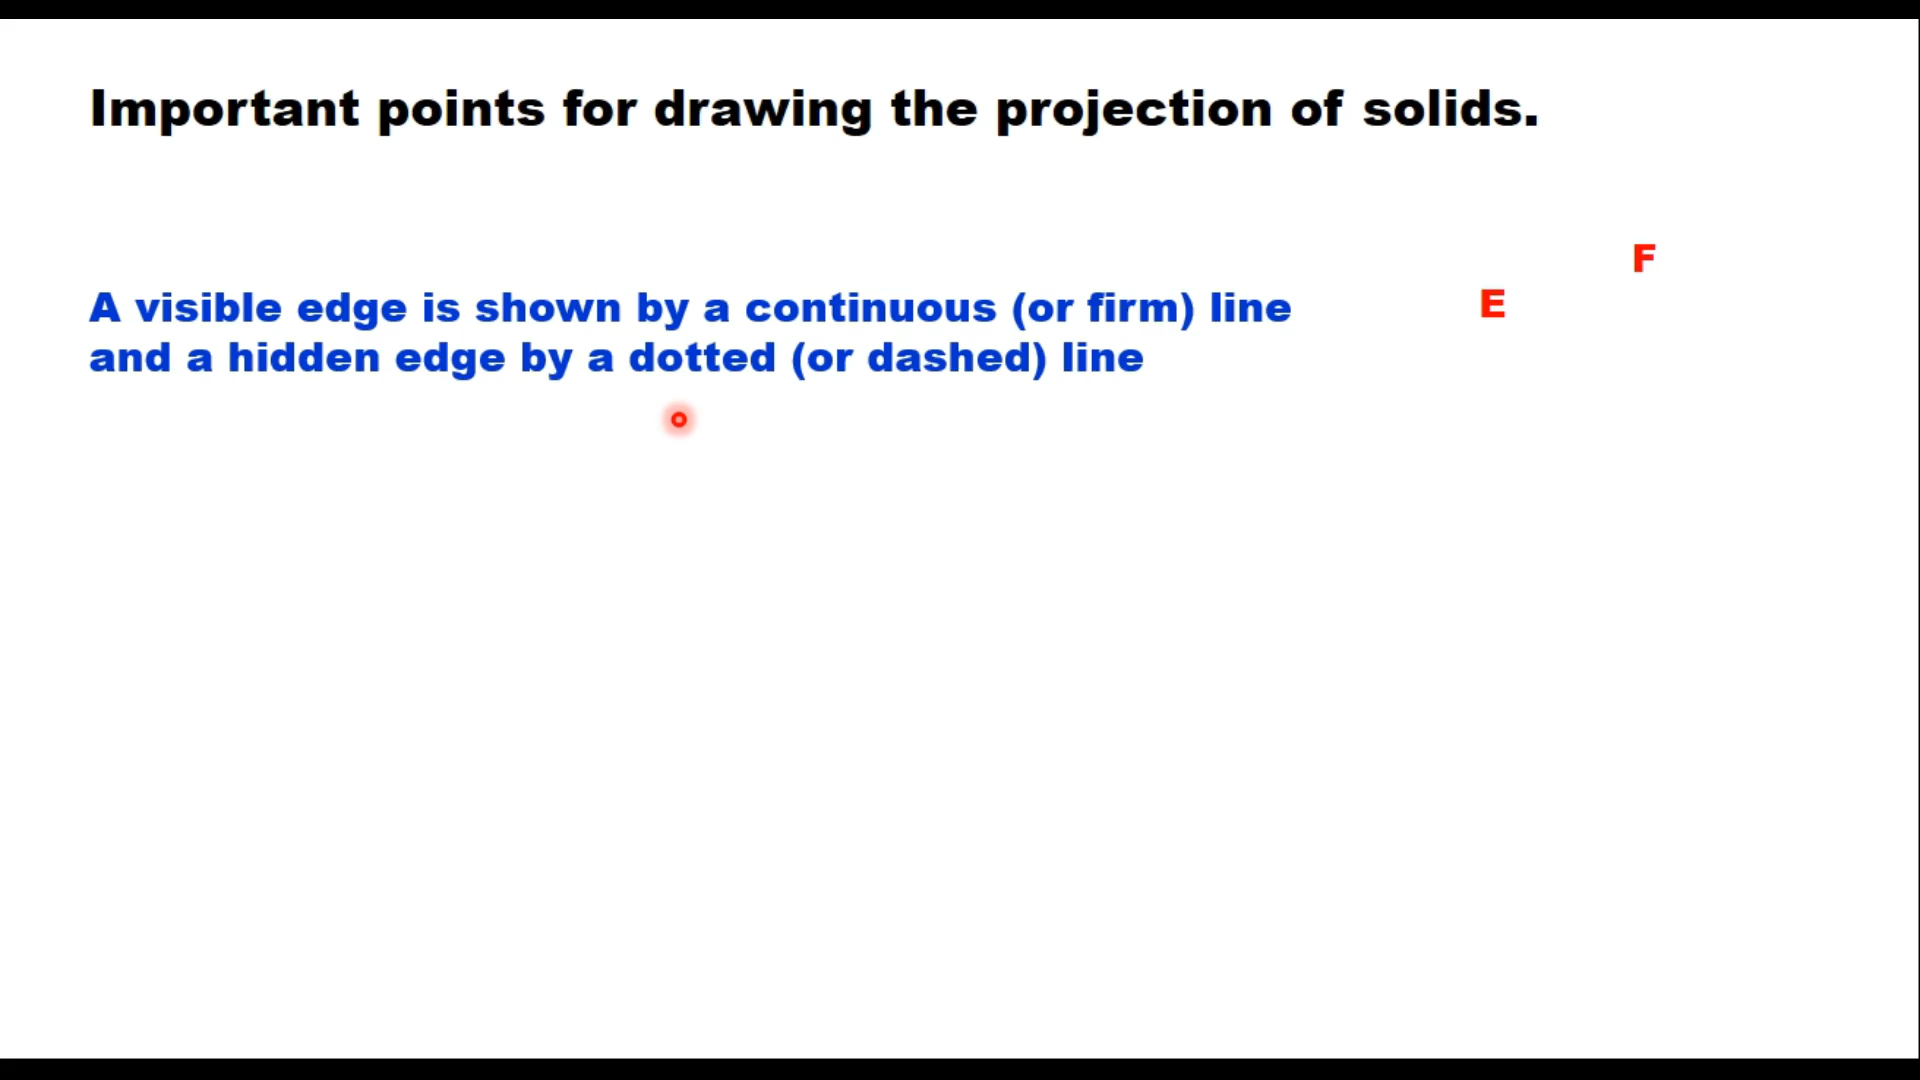 Important points for drawing the projection of solids.
F
E
A visible edge is shown by a continuous (or firm) line
and a hidden edge by a dotted (or dashed) line